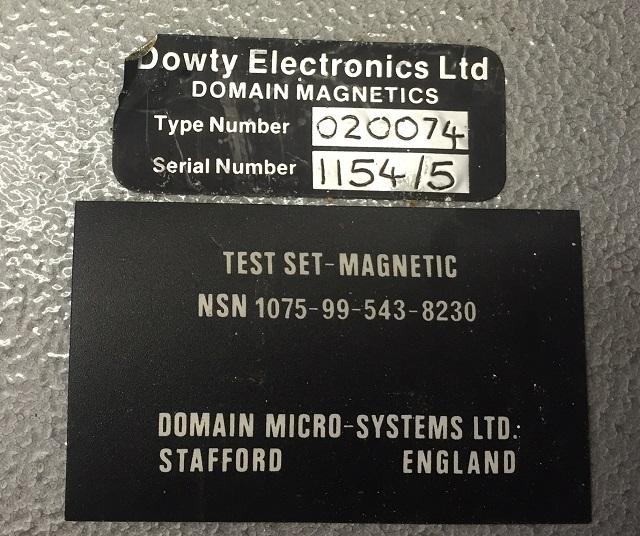 Dowty Electronics Ltd
DOMAIN MAGNETICS
Type Number 020074
Serial Number 1154/5
TEST SET-MAGNETIC
NSN 1075-99-543-8230
DOMAIN MICRO-SYSTEMS LTD.
STAFFORD ENGLAND